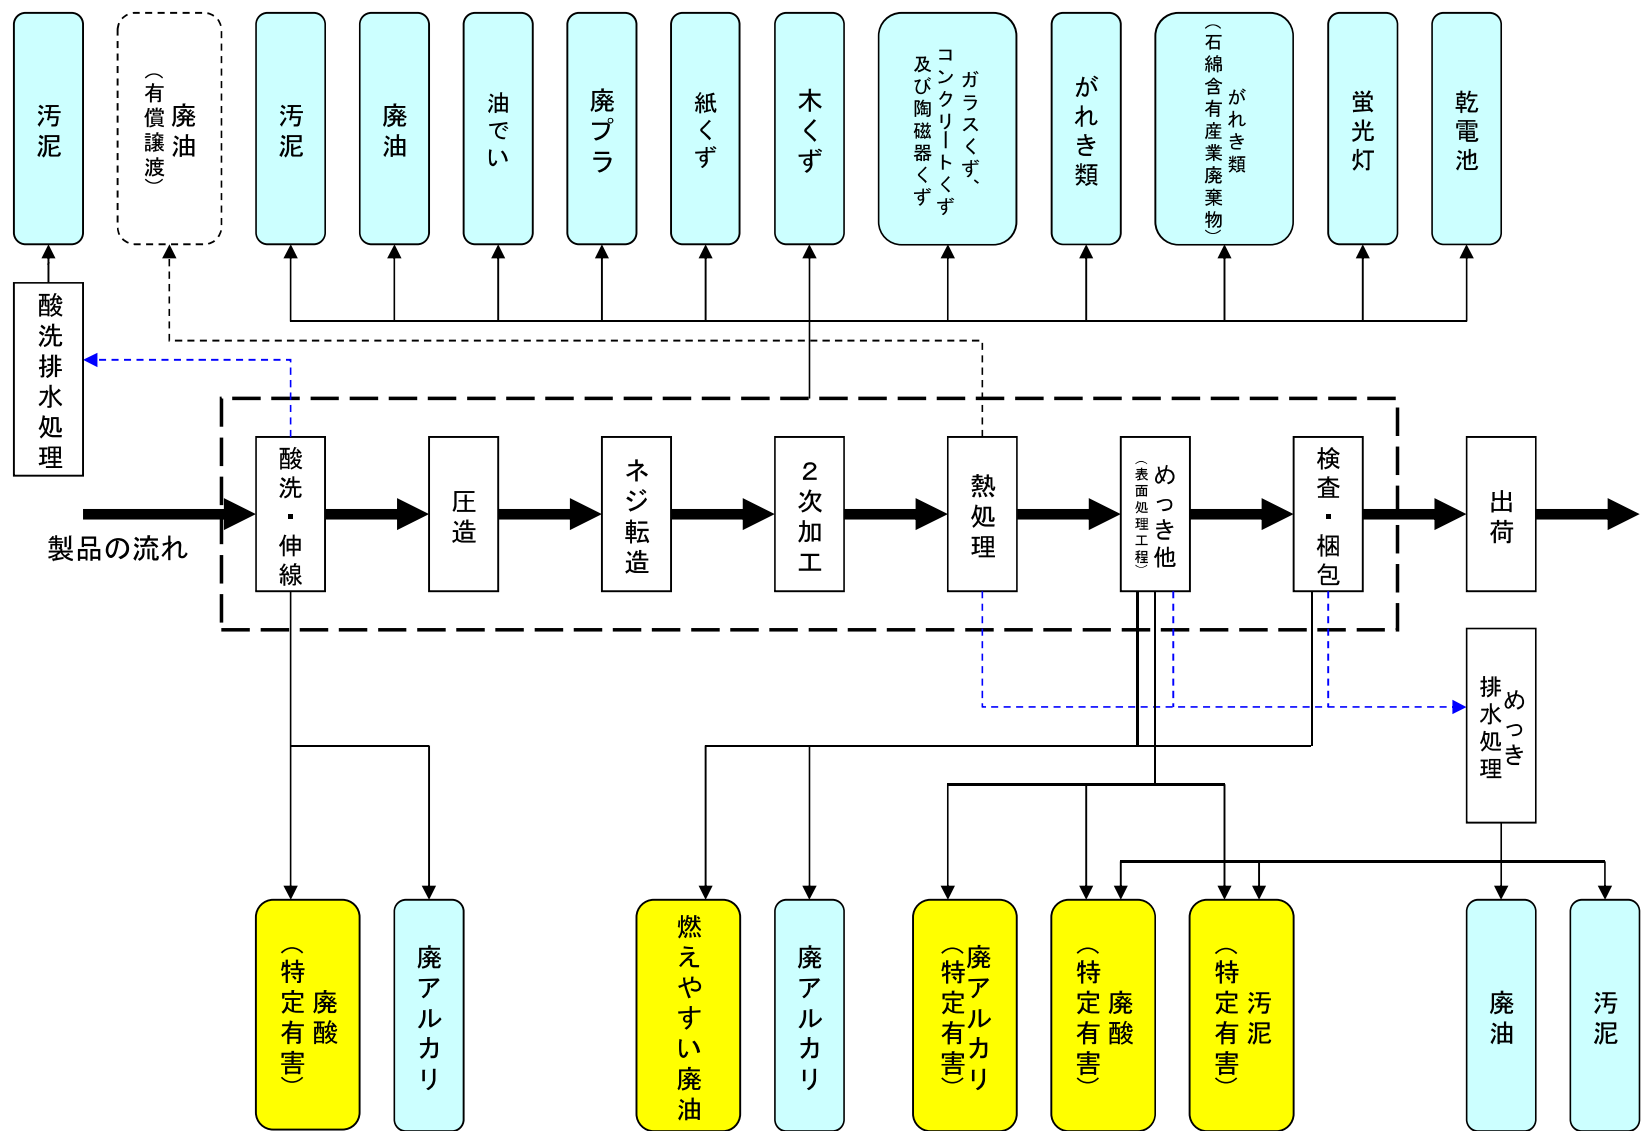 汚泥
廃油
（有償譲渡）
汚泥
廃油
油でい
廃プラ
紙くず
木くず
ガラスくず、
コンクリートくず
及び陶磁器くず
がれき類
がれき類
（石綿含有産業廃棄物）
蛍光灯
乾電池
酸洗排水処理
製品の流れ
酸洗・伸線
圧造
ネジ転造
２次加工
熱処理
めっき他
（表面処理工程）
検査・梱包
出荷
めっき
排水処理
廃酸
（特定有害）
廃アルカリ
燃えやすい廃油
廃アルカリ
廃アルカリ
（特定有害）
廃酸
（特定有害）
汚泥
（特定有害）
廃油
汚泥